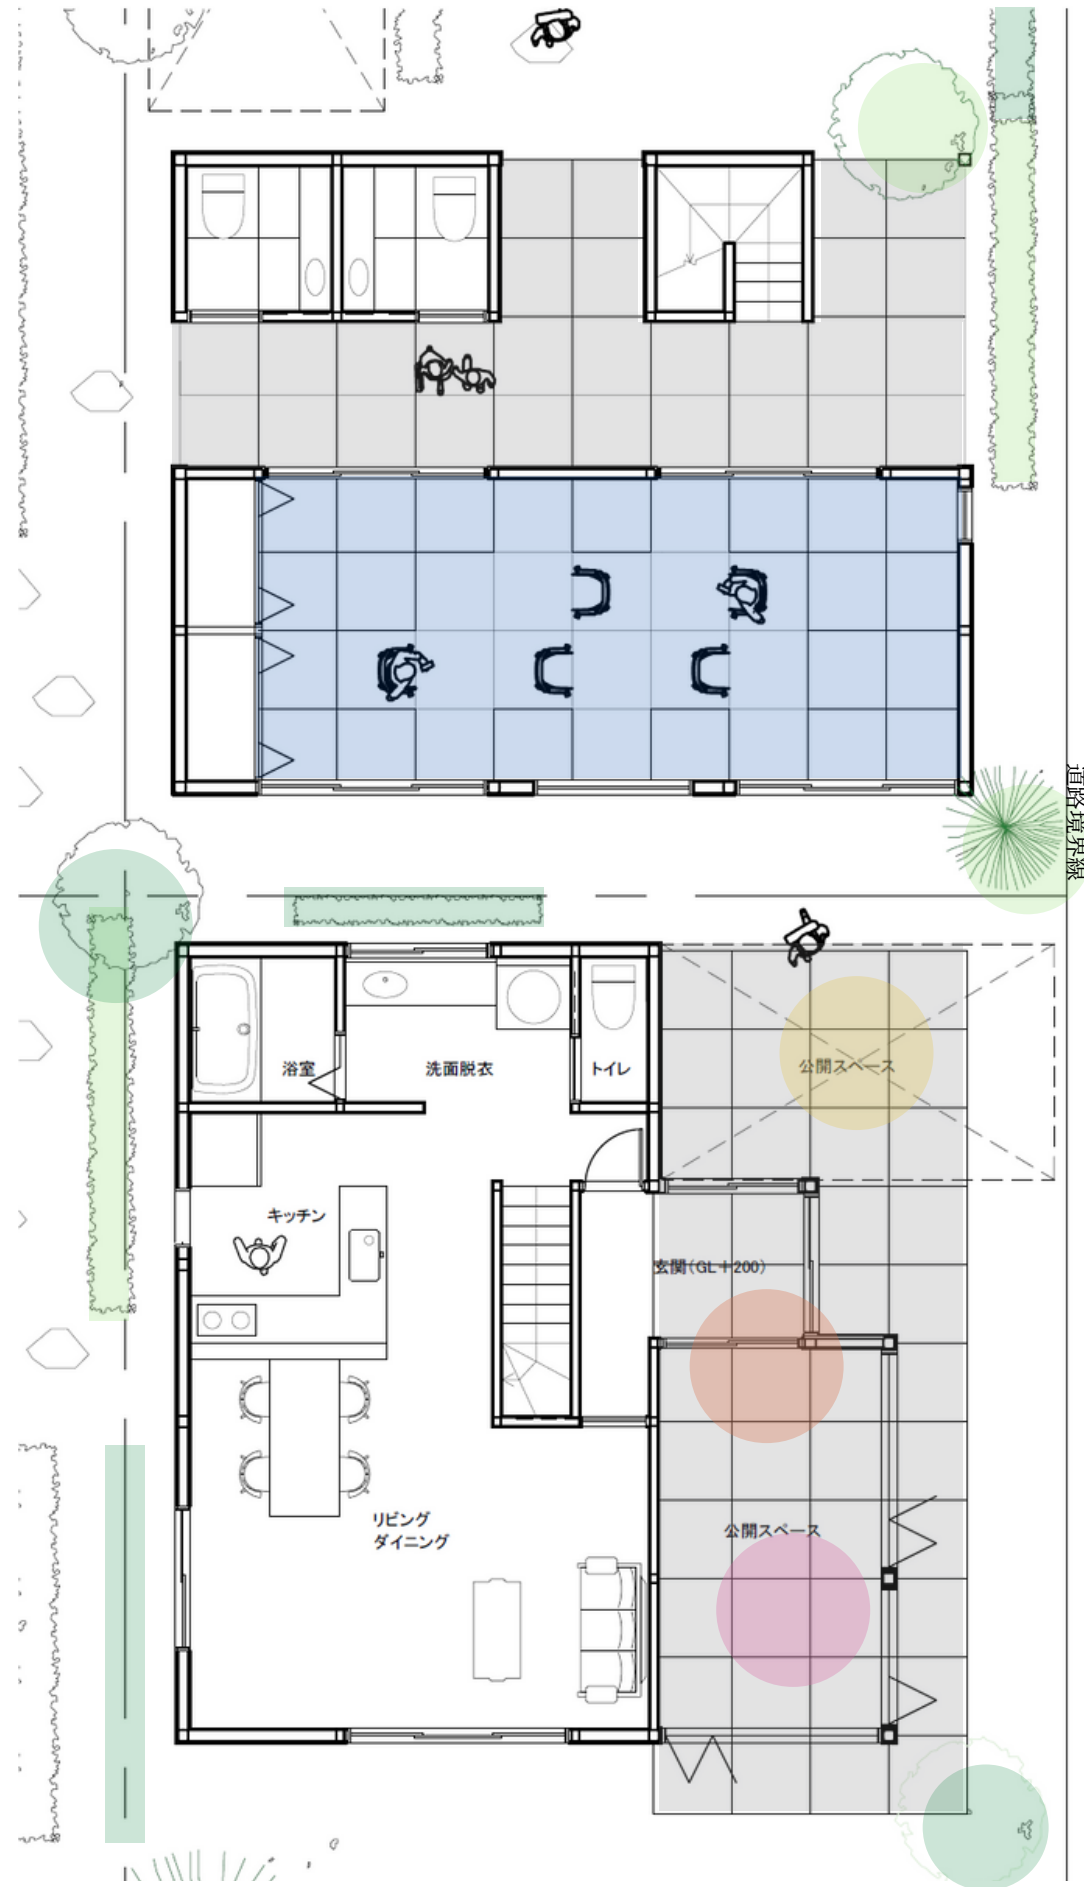 道路境界線
浴室
洗面脱衣
トイレ
公開スペース
キッチン
玄関(GL+200)
リビング
ダイニング
公開スペース